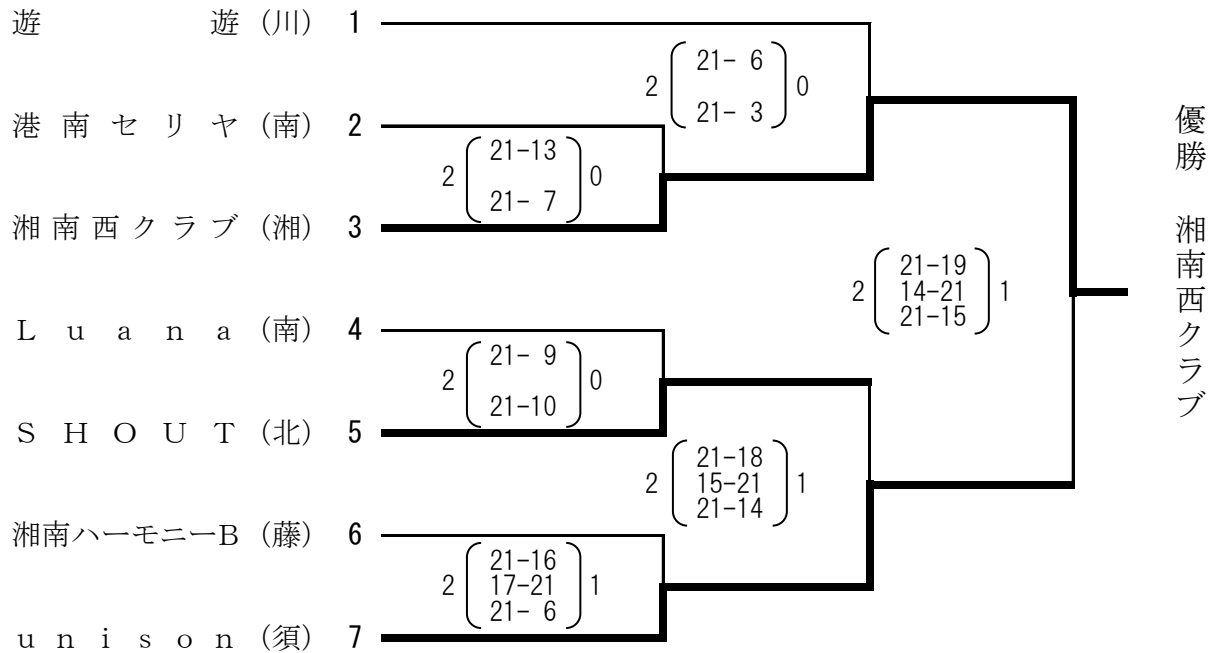 遊遊 (川) 1
2 21- 6 0
21- 3
港南セリヤ (南) 2
2 21-13 0
21- 7
湘南西クラブ (湘) 3
2 21-19 1
14-21
21-15
優勝 湘南西クラブ
Luana (南) 4
2 21- 9 0
21-10
SHOUT (北) 5
2 21-18 1
15-21
21-14
湘南ハーモニーB (藤) 6
2 21-16 1
17-21
21- 6
unison (須) 7